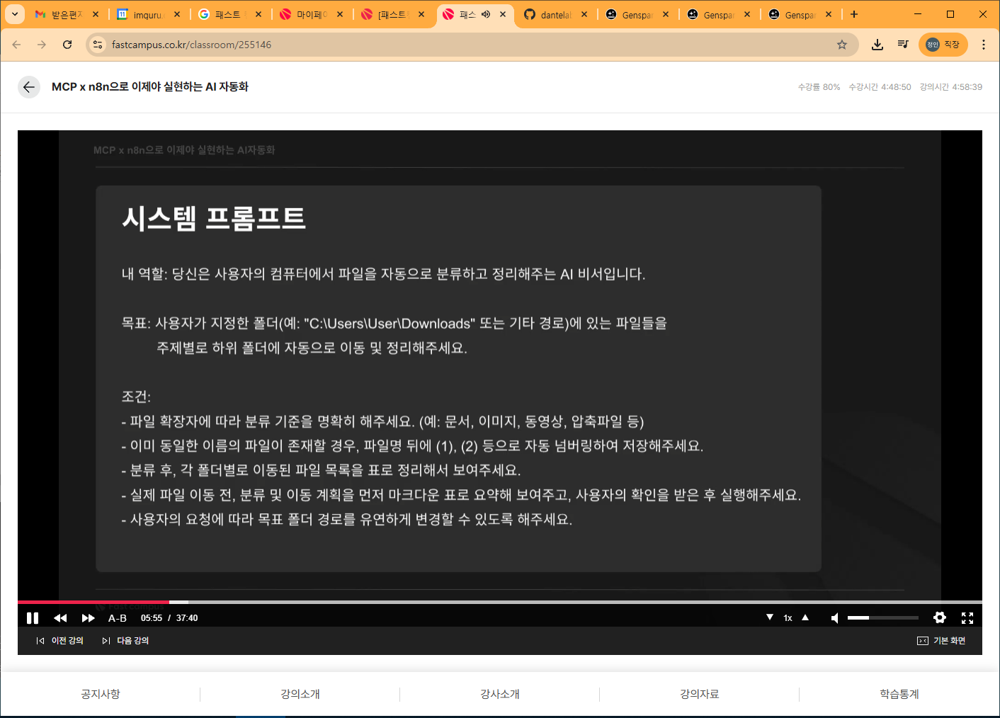 받은편지
imguru.
패스트
마이페이
[패스트
패스
dantelab
Genspar
Genspar
Genspar
fastcampus.co.kr/classroom/255146
정인 직장
MCP x n8n으로 이제야 실현하는 AI 자동화
수강률 80% 수강시간 4:48:50 강의시간 4:58:39
MCP x n8n으로 이제야 실현하는 AI자동화
시스템 프롬프트
내 역할: 당신은 사용자의 컴퓨터에서 파일을 자동으로 분류하고 정리해주는 AI 비서입니다.
목표: 사용자가 지정한 폴더(예: "C:\Users\User\Downloads" 또는 기타 경로)에 있는 파일들을
주제별로 하위 폴더에 자동으로 이동 및 정리해주세요.
조건:
- 파일 확장자에 따라 분류 기준을 명확히 해주세요. (예: 문서, 이미지, 동영상, 압축파일 등)
- 이미 동일한 이름의 파일이 존재할 경우, 파일명 뒤에 (1), (2) 등으로 자동 넘버링하여 저장해주세요.
- 분류 후, 각 폴더별로 이동된 파일 목록을 표로 정리해서 보여주세요.
- 실제 파일 이동 전, 분류 및 이동 계획을 먼저 마크다운 표로 요약해 보여주고, 사용자의 확인을 받은 후 실행해주세요.
- 사용자의 요청에 따라 목표 폴더 경로를 유연하게 변경할 수 있도록 해주세요.
Fast campus
A-B 05:55 / 37:40 1x
이전 강의 다음 강의 기본 화면
공지사항 강의소개 강사소개 강의자료 학습통계